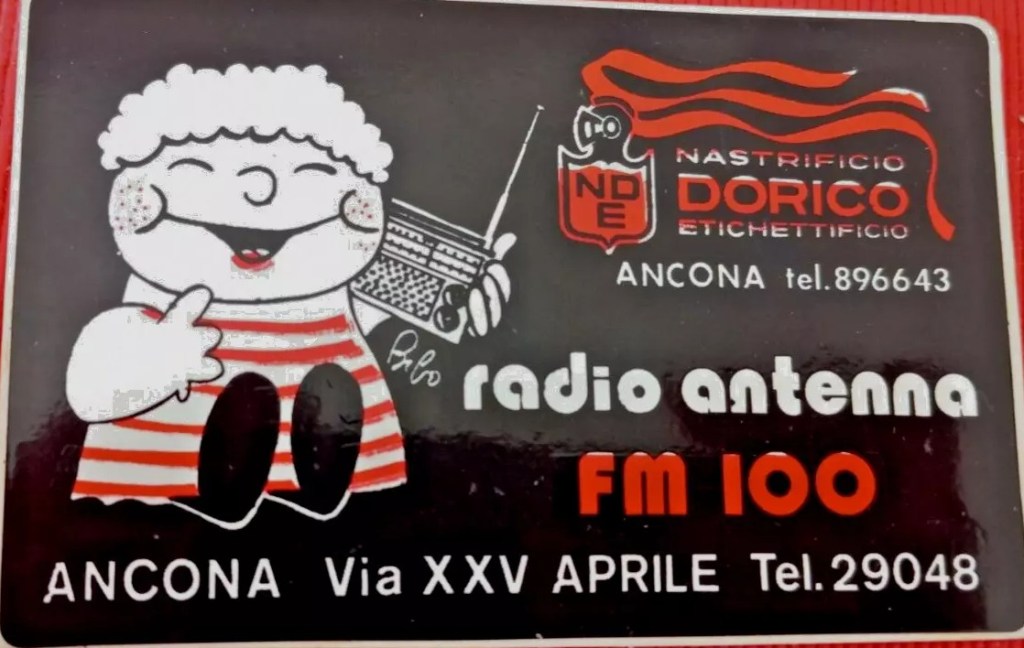 NDE
NASTRIFICIO
DORICO
ETICHETTIFICIO
ANCONA tel.896643
radio antenna
FM 100
ANCONA Via XXV APRILE Tel.29048